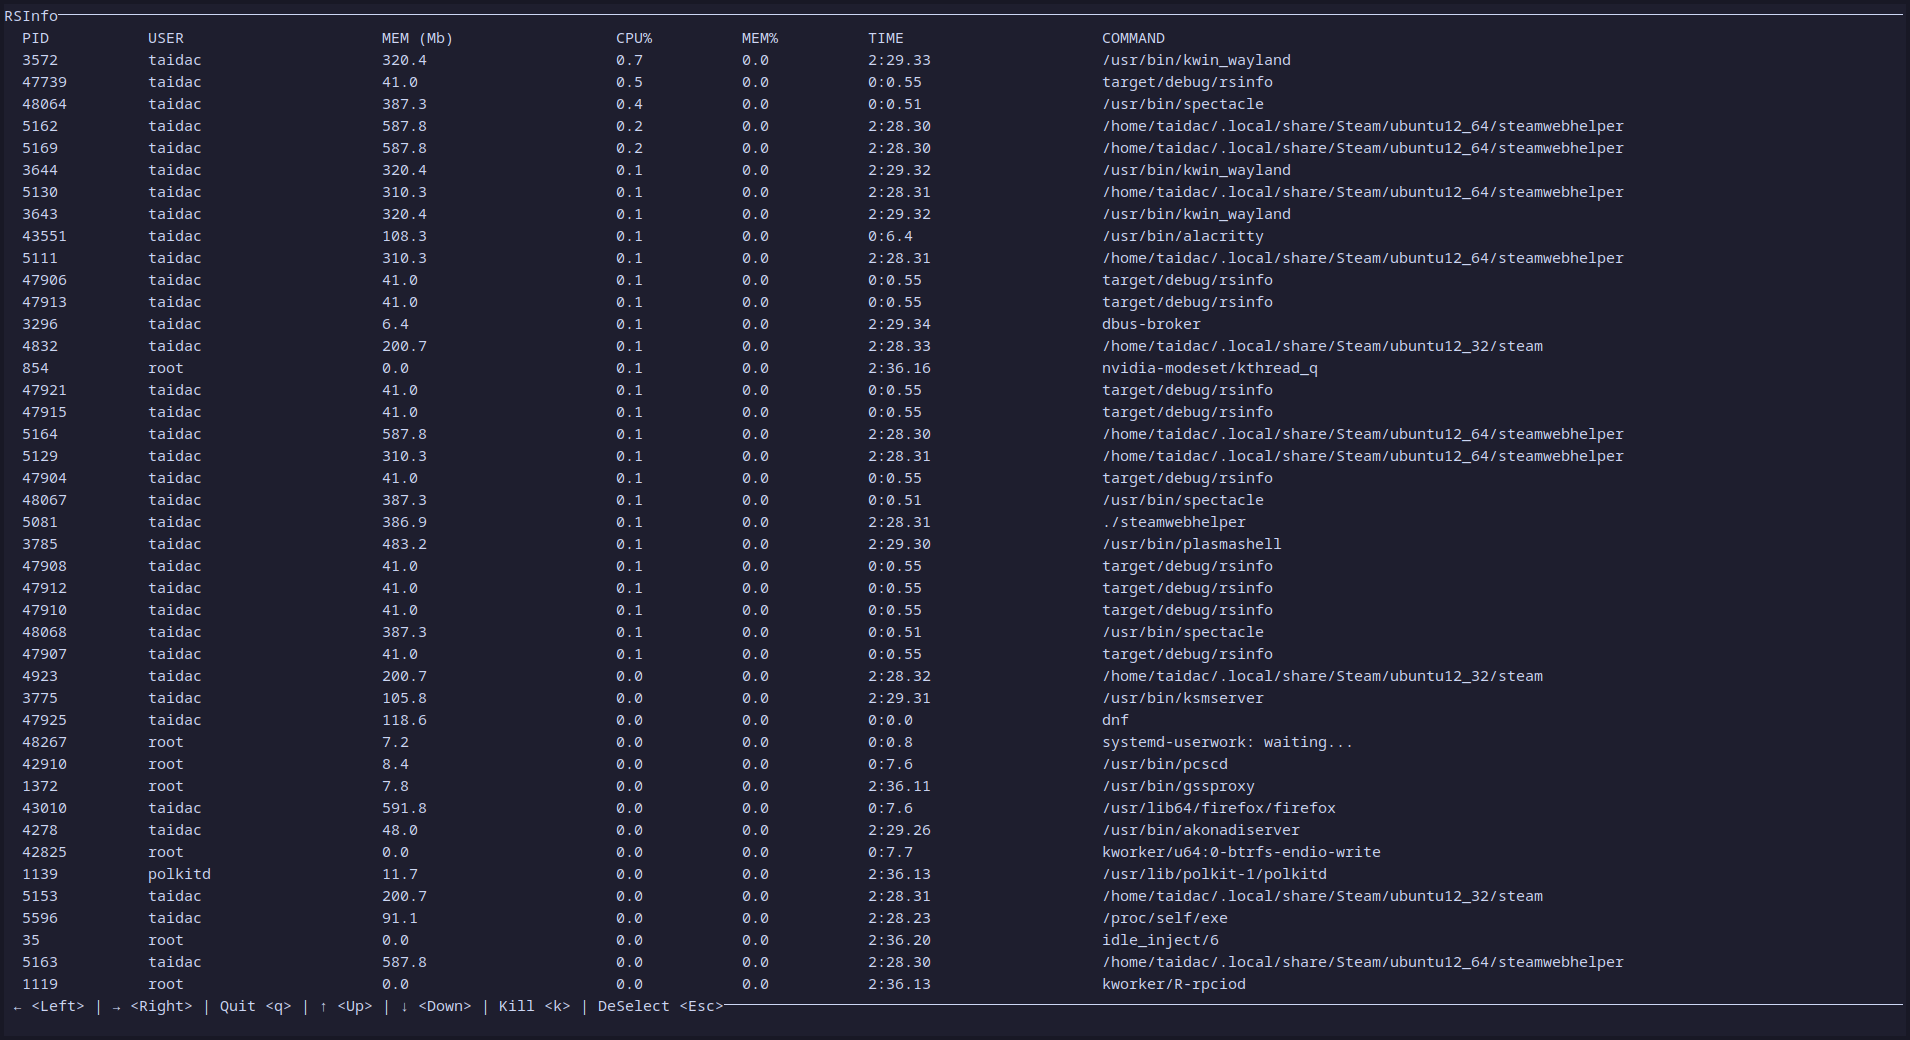 RSInfo
PID USER MEM (Mb) CPU% MEM% TIME COMMAND
3572 taidac 320.4 0.7 0.0 2:29.33 /usr/bin/kwin_wayland
47739 taidac 41.0 0.5 0.0 0:0.55 target/debug/rsinfo
48064 taidac 387.3 0.4 0.0 0:0.51 /usr/bin/spectacle
5162 taidac 587.8 0.2 0.0 2:28.30 /home/taidac/.local/share/Steam/ubuntu12_64/steamwebhelper
5169 taidac 587.8 0.2 0.0 2:28.30 /home/taidac/.local/share/Steam/ubuntu12_64/steamwebhelper
3644 taidac 320.4 0.1 0.0 2:29.32 /usr/bin/kwin_wayland
5130 taidac 310.3 0.1 0.0 2:28.31 /home/taidac/.local/share/Steam/ubuntu12_64/steamwebhelper
3643 taidac 320.4 0.1 0.0 2:29.32 /usr/bin/kwin_wayland
43551 taidac 108.3 0.1 0.0 0:6.4 /usr/bin/alacritty
5111 taidac 310.3 0.1 0.0 2:28.31 /home/taidac/.local/share/Steam/ubuntu12_64/steamwebhelper
47906 taidac 41.0 0.1 0.0 0:0.55 target/debug/rsinfo
47913 taidac 41.0 0.1 0.0 0:0.55 target/debug/rsinfo
3296 taidac 6.4 0.1 0.0 2:29.34 dbus-broker
4832 taidac 200.7 0.1 0.0 2:28.33 /home/taidac/.local/share/Steam/ubuntu12_32/steam
854 root 0.0 0.1 0.0 2:36.16 nvidia-modeset/kthread_q
47921 taidac 41.0 0.1 0.0 0:0.55 target/debug/rsinfo
47915 taidac 41.0 0.1 0.0 0:0.55 target/debug/rsinfo
5164 taidac 587.8 0.1 0.0 2:28.30 /home/taidac/.local/share/Steam/ubuntu12_64/steamwebhelper
5129 taidac 310.3 0.1 0.0 2:28.31 /home/taidac/.local/share/Steam/ubuntu12_64/steamwebhelper
47904 taidac 41.0 0.1 0.0 0:0.55 target/debug/rsinfo
48067 taidac 387.3 0.1 0.0 0:0.51 /usr/bin/spectacle
5081 taidac 386.9 0.1 0.0 2:28.31 ./steamwebhelper
3785 taidac 483.2 0.1 0.0 2:29.30 /usr/bin/plasmashell
47908 taidac 41.0 0.1 0.0 0:0.55 target/debug/rsinfo
47912 taidac 41.0 0.1 0.0 0:0.55 target/debug/rsinfo
47910 taidac 41.0 0.1 0.0 0:0.55 target/debug/rsinfo
48068 taidac 387.3 0.1 0.0 0:0.51 /usr/bin/spectacle
47907 taidac 41.0 0.1 0.0 0:0.55 target/debug/rsinfo
4923 taidac 200.7 0.0 0.0 2:28.32 /home/taidac/.local/share/Steam/ubuntu12_32/steam
3775 taidac 105.8 0.0 0.0 2:29.31 /usr/bin/ksmserver
47925 taidac 118.6 0.0 0.0 0:0.0 dnf
48267 root 7.2 0.0 0.0 0:0.8 systemd-userwork: waiting...
42910 root 8.4 0.0 0.0 0:7.6 /usr/bin/pcscd
1372 root 7.8 0.0 0.0 2:36.11 /usr/bin/gssproxy
43010 taidac 591.8 0.0 0.0 0:7.6 /usr/lib64/firefox/firefox
4278 taidac 48.0 0.0 0.0 2:29.26 /usr/bin/akonadiserver
42825 root 0.0 0.0 0.0 0:7.7 kworker/u64:0-btrfs-endio-write
1139 polkitd 11.7 0.0 0.0 2:36.13 /usr/lib/polkit-1/polkitd
5153 taidac 200.7 0.0 0.0 2:28.31 /home/taidac/.local/share/Steam/ubuntu12_32/steam
5596 taidac 91.1 0.0 0.0 2:28.23 /proc/self/exe
35 root 0.0 0.0 0.0 2:36.20 idle_inject/6
5163 taidac 587.8 0.0 0.0 2:28.30 /home/taidac/.local/share/Steam/ubuntu12_64/steamwebhelper
1119 root 0.0 0.0 0.0 2:36.13 kworker/R-rpciod
← <Left> | → <Right> | Quit <q> | ↑ <Up> | ↓ <Down> | Kill <k> | DeSelect <Esc>